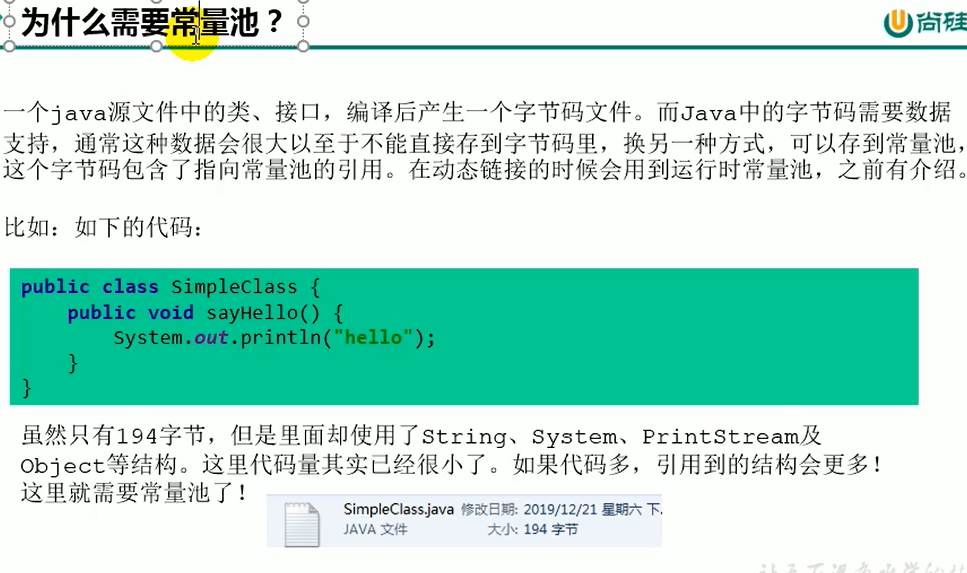 为什么需要常量池？
尚硅
一个java源文件中的类、接口，编译后产生一个字节码文件。而Java中的字节码需要数据
支持，通常这种数据会很大以至于不能直接存到字节码里，换另一种方式，可以存到常量池，
这个字节码包含了指向常量池的引用。在动态链接的时候会用到运行时常量池，之前有介绍。
比如：如下的代码：
public class SimpleClass {
public void sayHello() {
System.out.println("hello");
}
}
虽然只有194字节，但是里面却使用了String、System、PrintStream及
Object等结构。这里代码量其实已经很小了。如果代码多，引用到的结构会更多！
这里就需要常量池了！
SimpleClass.java 修改日期: 2019/12/21 星期六 下.
JAVA 文件 大小: 194 字节